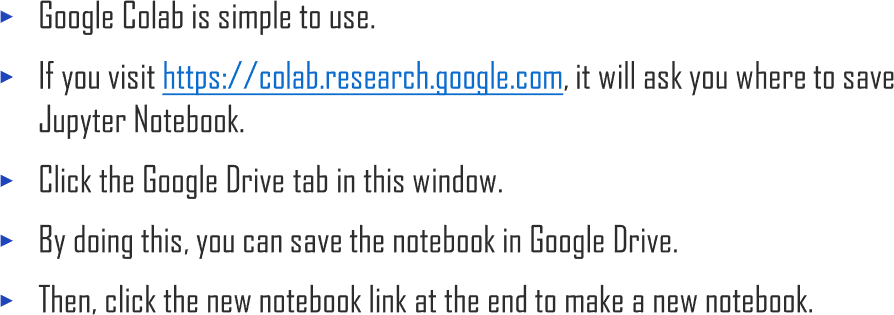 ▸ Google Colab is simple to use.
▸ If you visit https://colab.research.google.com, it will ask you where to save
Jupyter Notebook.
▸ Click the Google Drive tab in this window.
▸ By doing this, you can save the notebook in Google Drive.
▸ Then, click the new notebook link at the end to make a new notebook.